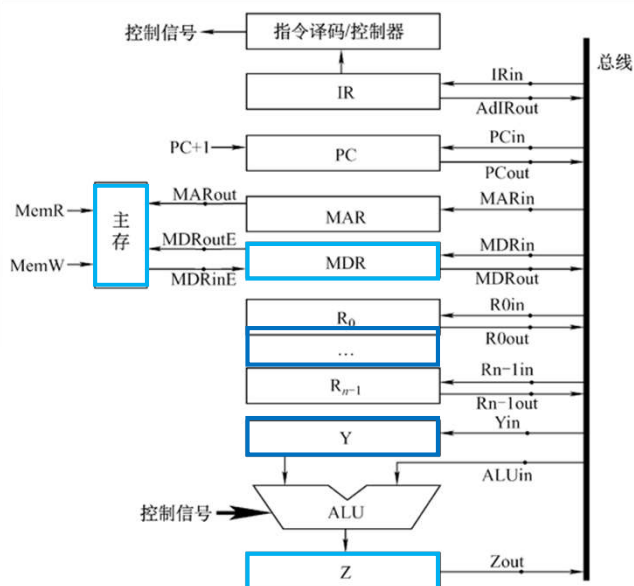 控制信号
指令译码/控制器
总线
IRin
IR
AdIRout
PC+1
PC
PCin
PCout
MARout
MARin
MemR
主存
MAR
MDRoutE
MDRin
MemW
MDR
MDRinE
MDRout
R0in
R0
R0out
...
Rn-1in
Rn-1
Rn-1out
Y
Yin
ALUin
控制信号
ALU
Zout
Z